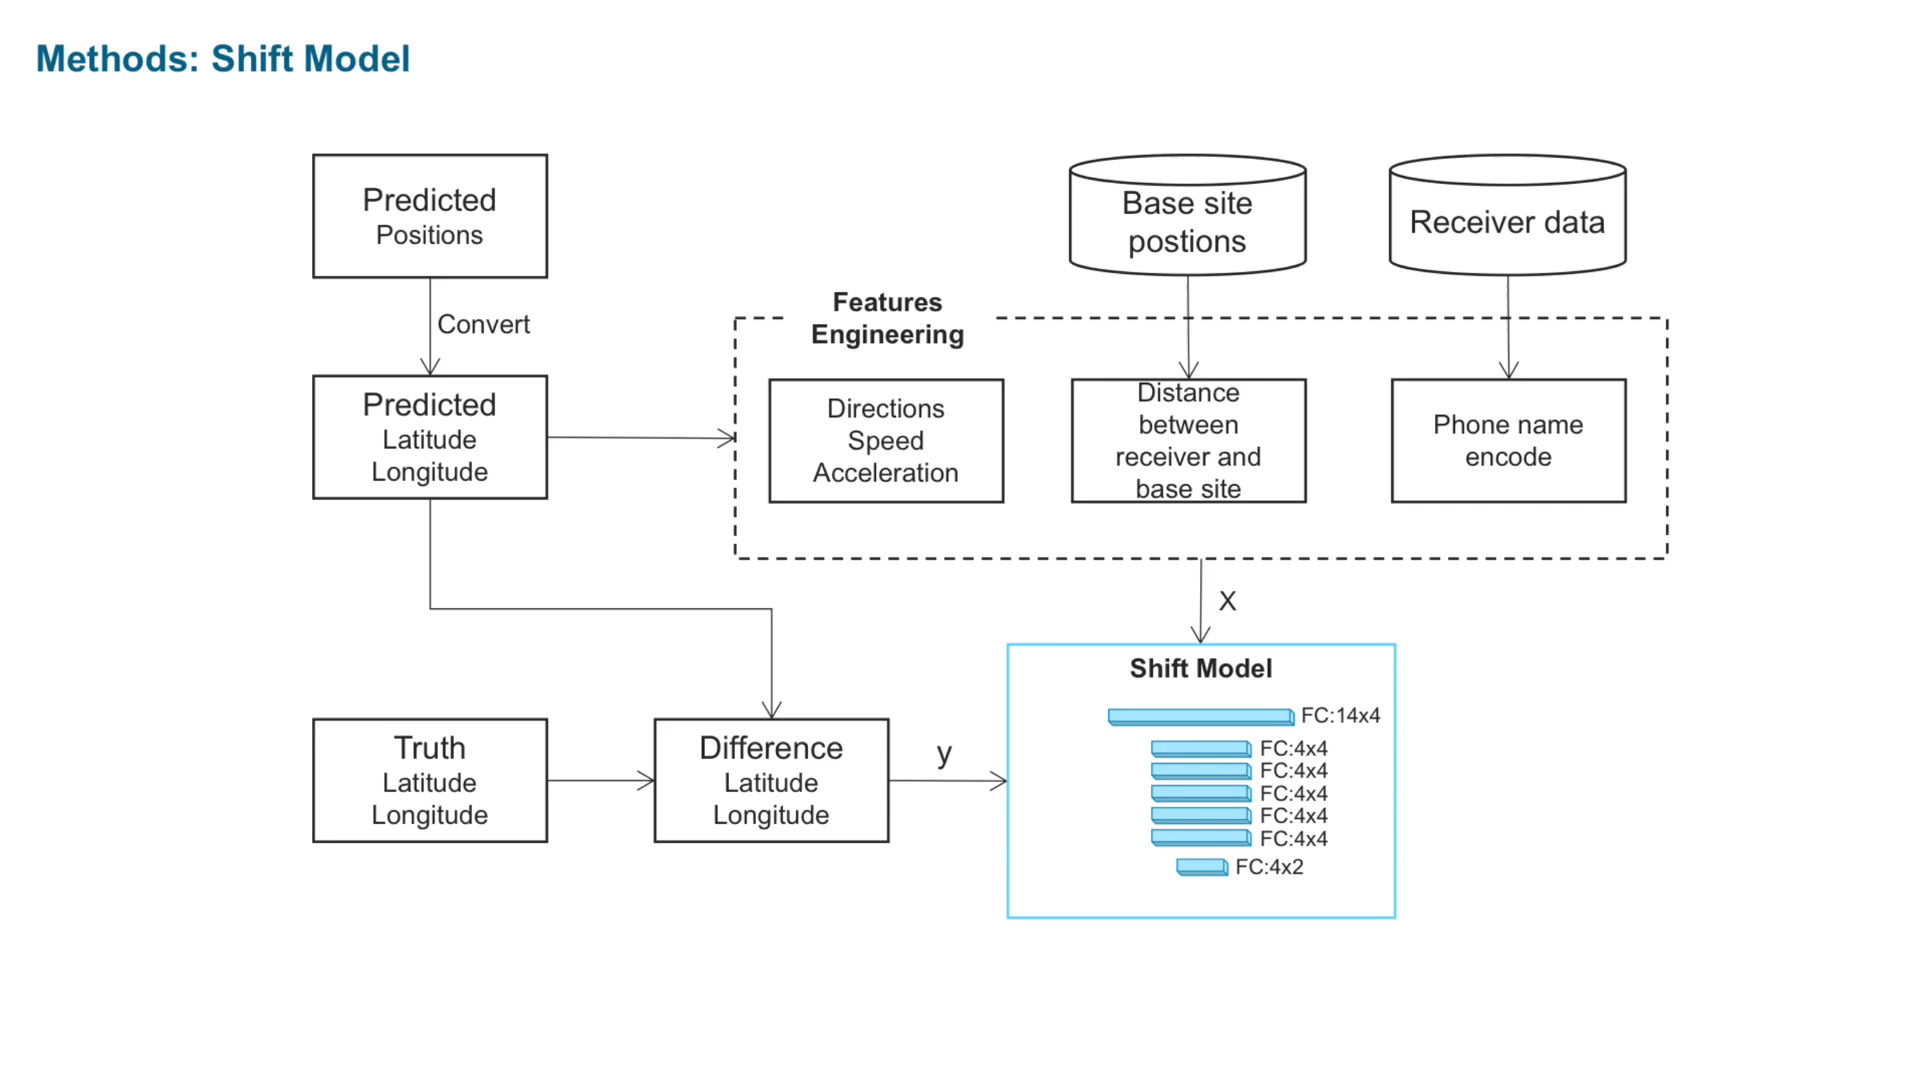 Methods: Shift Model
Predicted
Positions
Base site
postions
Receiver data
Convert
Features
Engineering
Predicted
Latitude
Longitude
Directions
Speed
Acceleration
Distance
between
receiver and
base site
Phone name
encode
X
Truth
Latitude
Longitude
Difference
Latitude
Longitude
y
Shift Model
FC:14x4
FC:4x4
FC:4x4
FC:4x4
FC:4x4
FC:4x4
FC:4x2